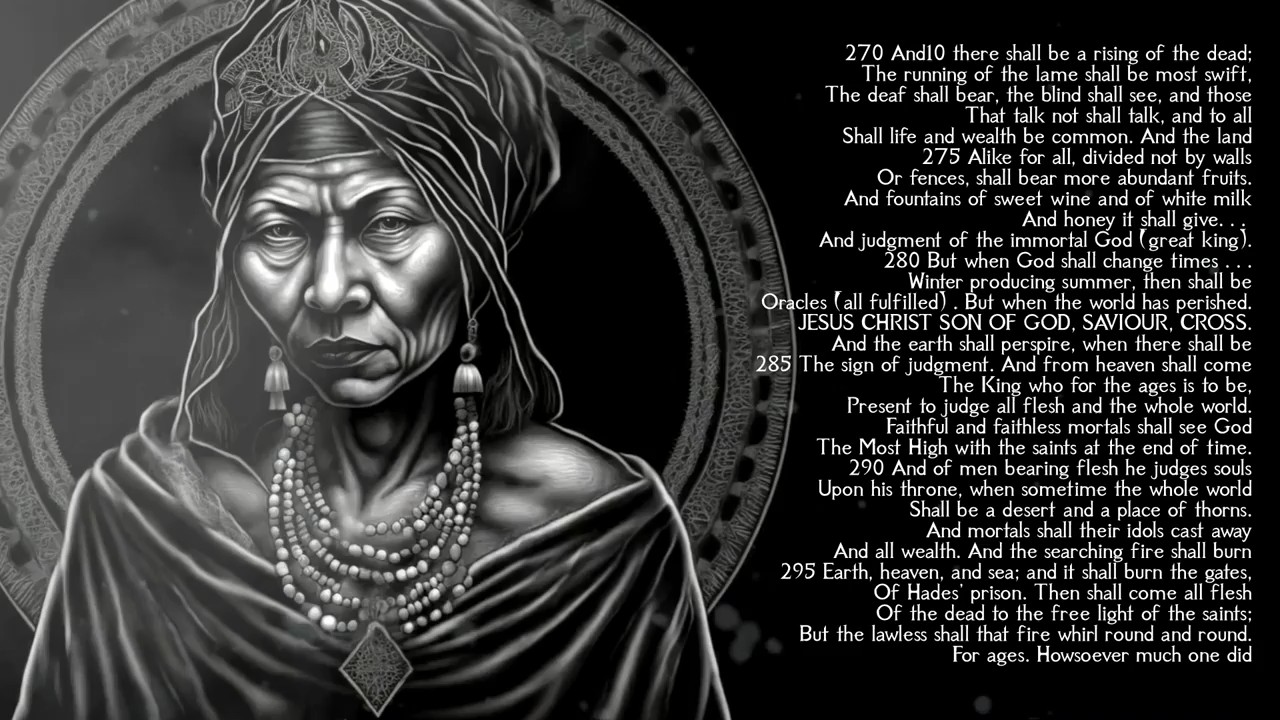 270 And10 there shall be a rising of the dead;
The running of the lame shall be most swift,
The deaf shall bear, the blind shall see, and those
That talk not shall talk, and to all
Shall life and wealth be common. And the land
275 Alike for all, divided not by walls
Or fences, shall bear more abundant fruits.
And fountains of sweet wine and of white milk
And honey it shall give. . .
And judgment of the immortal God (great king).
280 But when God shall change times . . .
Winter producing summer, then shall be
Oracles (all fulfilled) . But when the world has perished.
JESUS CHRIST SON OF GOD, SAVIOUR, CROSS.
And the earth shall perspire, when there shall be
285 The sign of judgment. And from heaven shall come
The King who for the ages is to be,
Present to judge all flesh and the whole world.
Faithful and faithless mortals shall see God
The Most High with the saints at the end of time.
290 And of men bearing flesh he judges souls
Upon his throne, when sometime the whole world
Shall be a desert and a place of thorns.
And mortals shall their idols cast away
And all wealth. And the searching fire shall burn
295 Earth, heaven, and sea; and it shall burn the gates,
Of Hades' prison. Then shall come all flesh
Of the dead to the free light of the saints;
But the lawless shall that fire whirl round and round.
For ages. Howsoever much one did